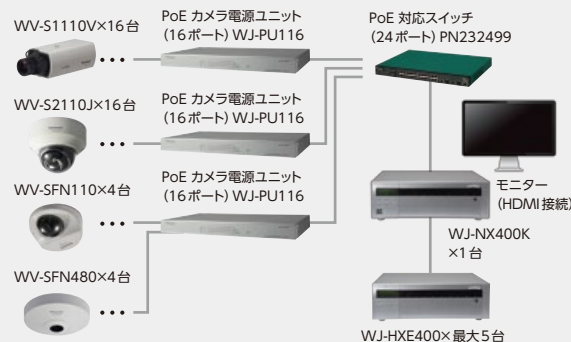 WV-S1110V×16台
PoE カメラ電源ユニット
(16ポート) WJ-PU116
PoE 対応スイッチ
(24ポート) PN232499
WV-S2110J×16台
PoE カメラ電源ユニット
(16ポート) WJ-PU116
WV-SFN110×4台
PoE カメラ電源ユニット
(16ポート) WJ-PU116
モニター
(HDMI接続)
WJ-NX400K
×1台
WV-SFN480×4台
WJ-HXE400×最大5台